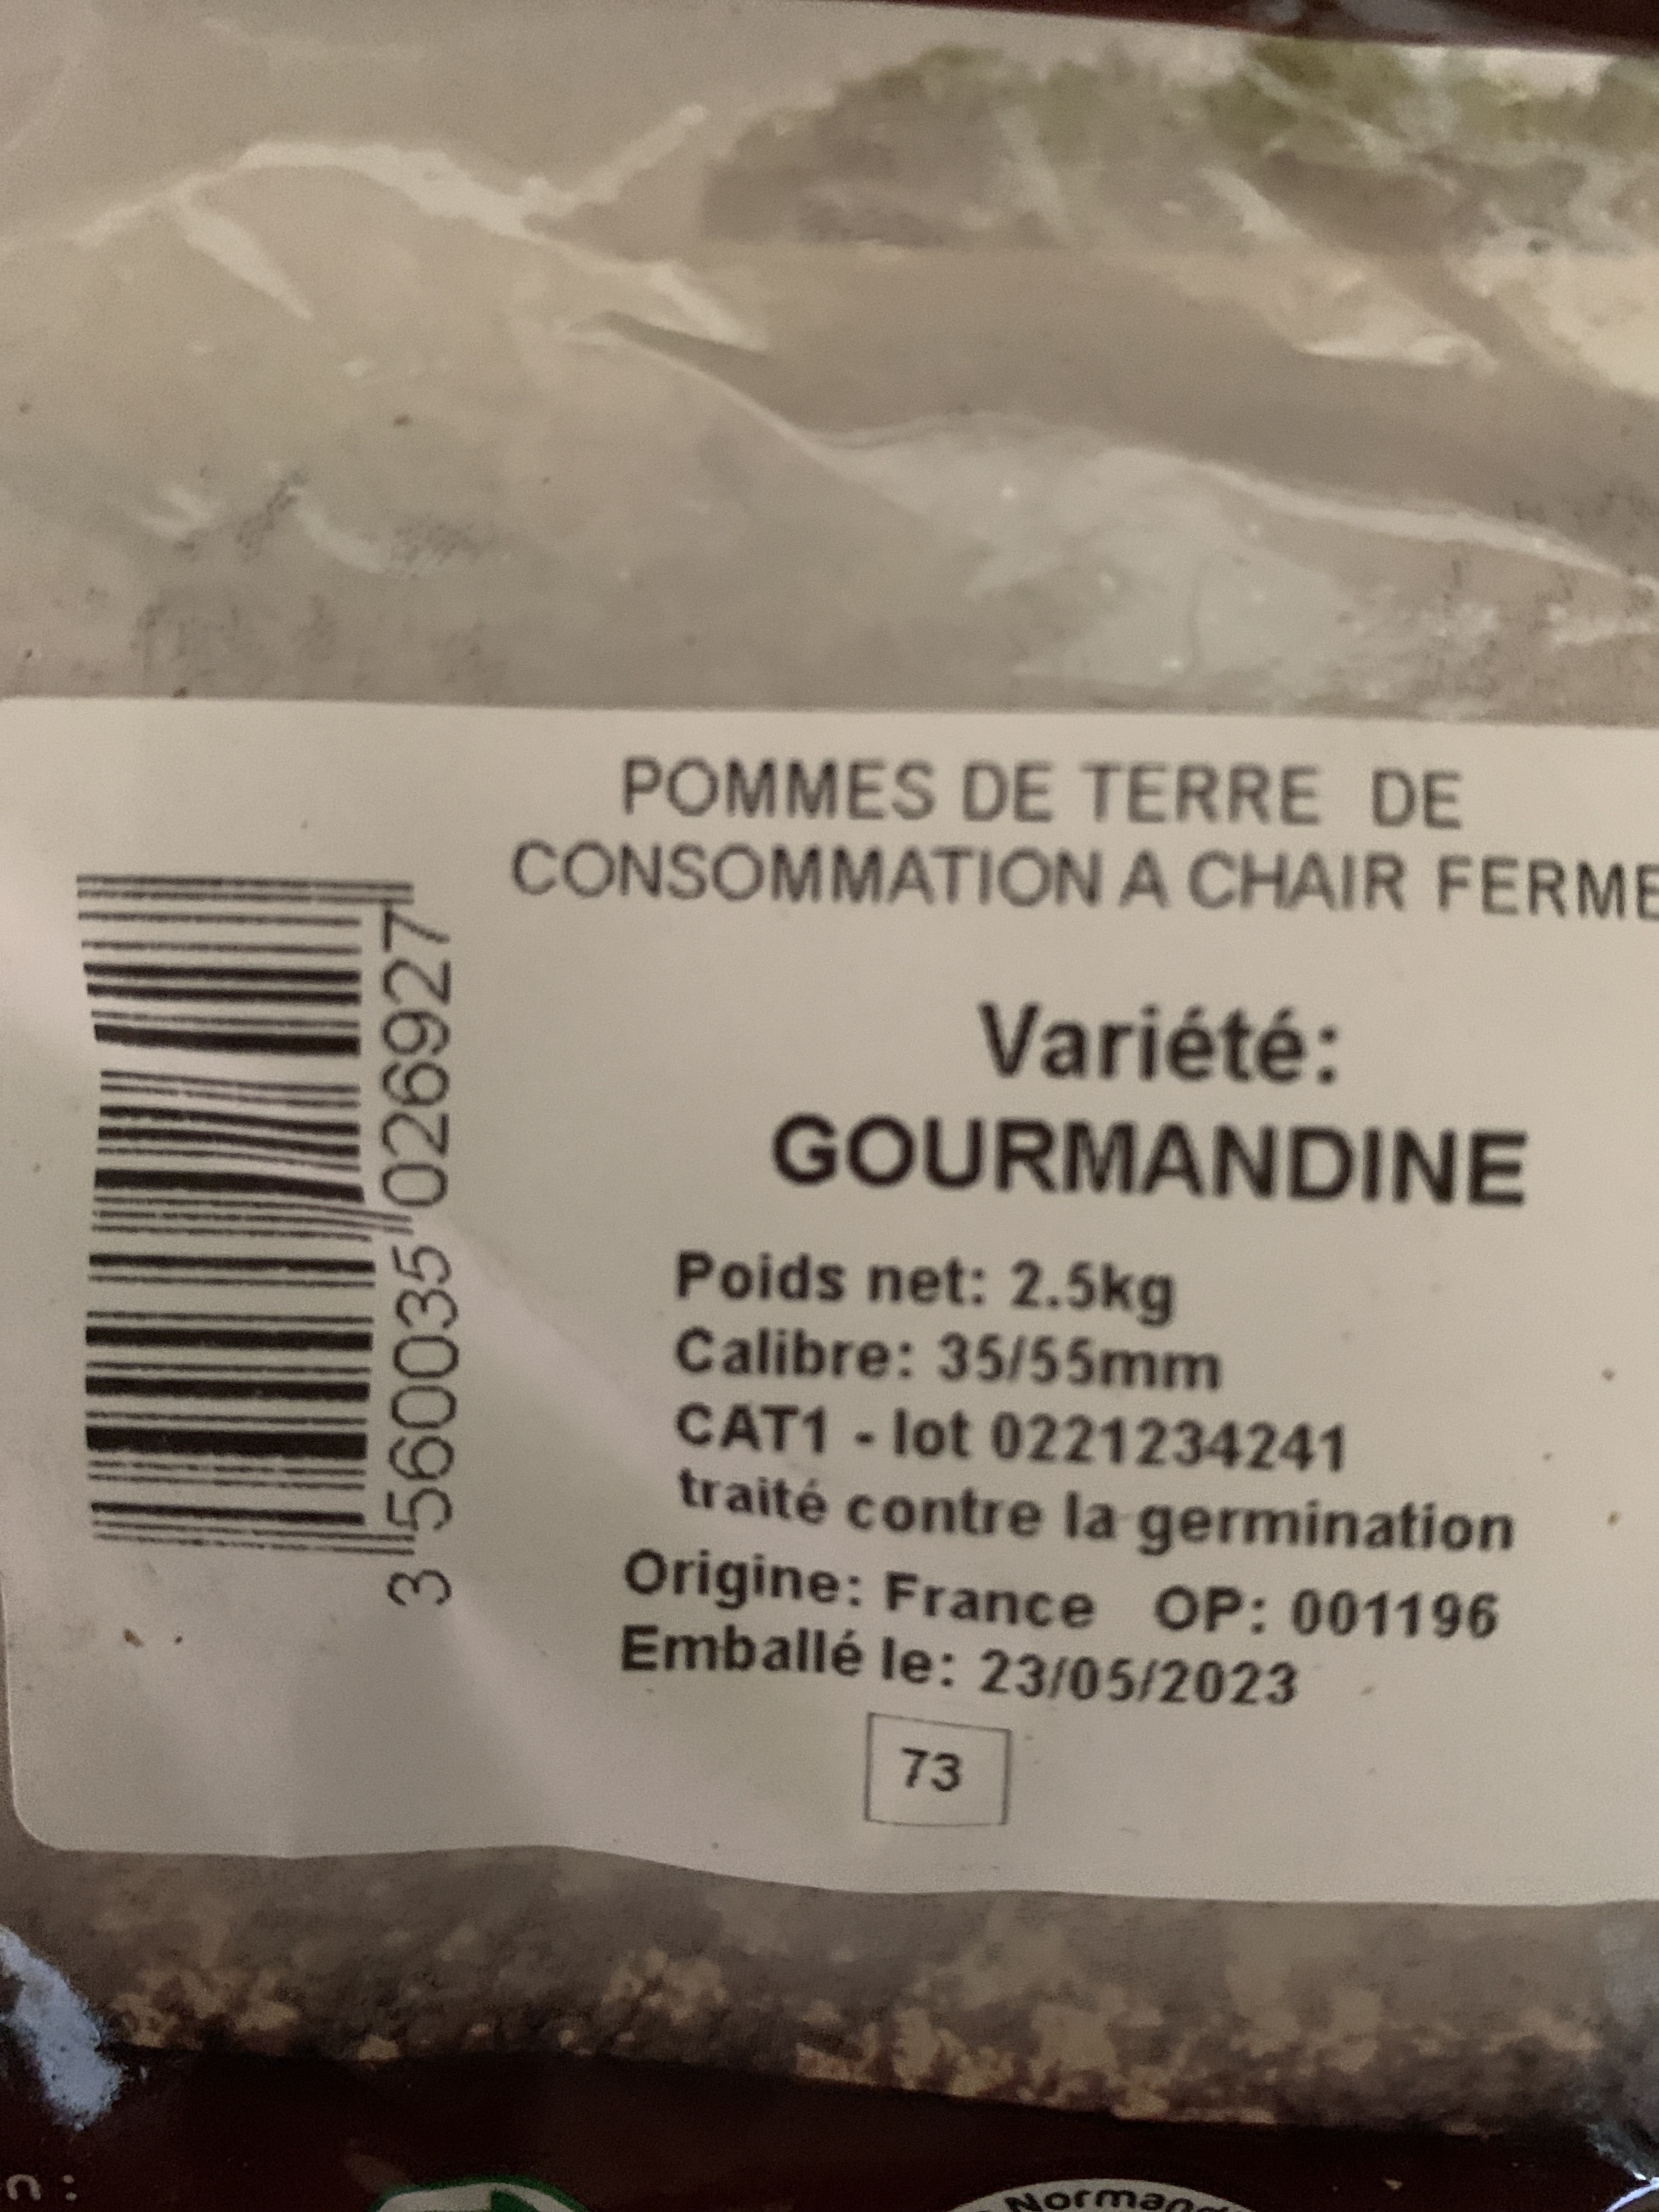 POMMES DE TERRE DE
CONSOMMATION A CHAIR FERME
Variété:
GOURMANDINE
Poids net: 2.5kg
Calibre: 35/55mm
CAT1 - lot 0221234241
traité contre la germination
Origine: France OP: 001196
Emballé le: 23/05/2023
73
3 560035 026927